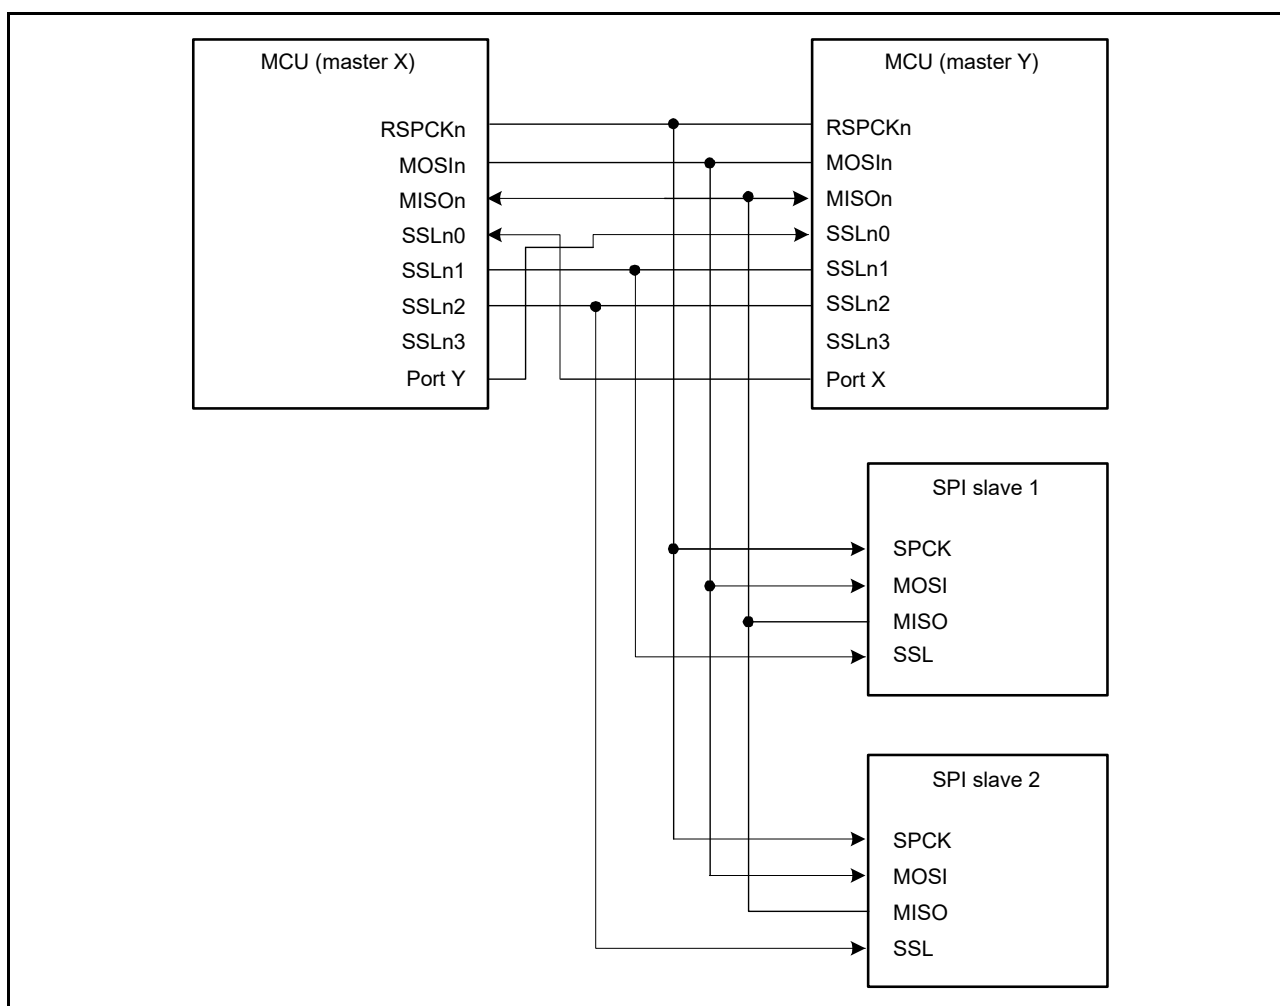 MCU (master X)
RSPCKn
MOSIn
MISOn
SSLn0
SSLn1
SSLn2
SSLn3
Port Y
MCU (master Y)
RSPCKn
MOSIn
MISOn
SSLn0
SSLn1
SSLn2
SSLn3
Port X
SPI slave 1
SPCK
MOSI
MISO
SSL
SPI slave 2
SPCK
MOSI
MISO
SSL